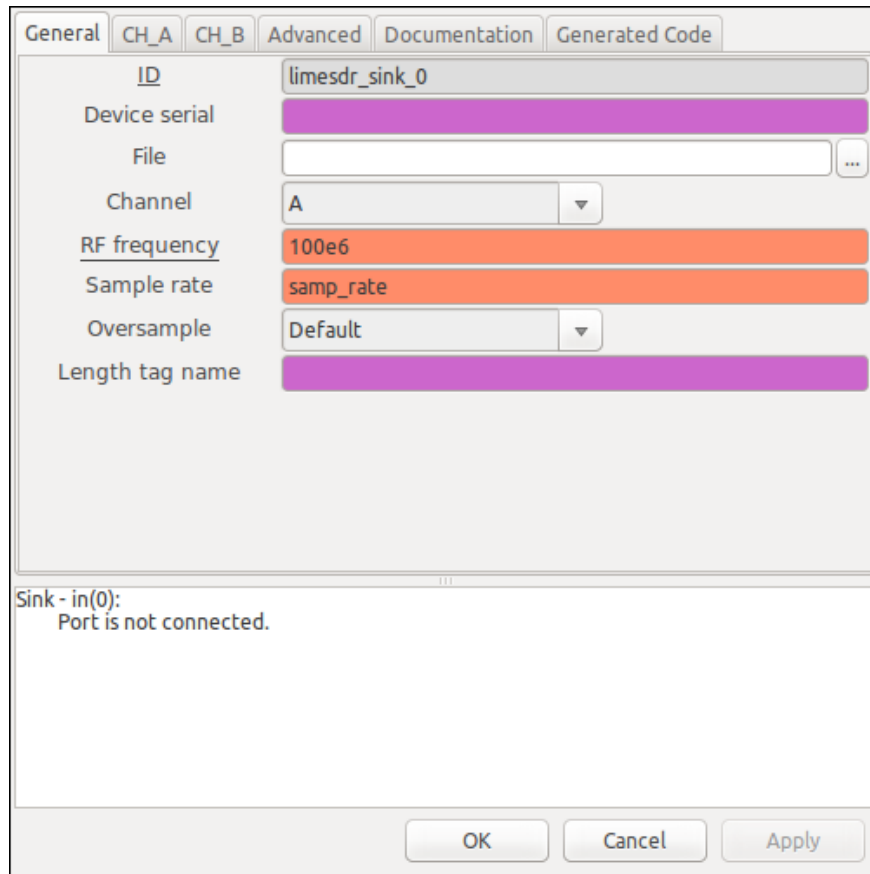 General CH_A CH_B Advanced Documentation Generated Code
ID limesdr_sink_0
Device serial
File ...
Channel A
RF frequency 100e6
Sample rate samp_rate
Oversample Default
Length tag name
Sink - in(0):
Port is not connected.
OK Cancel Apply